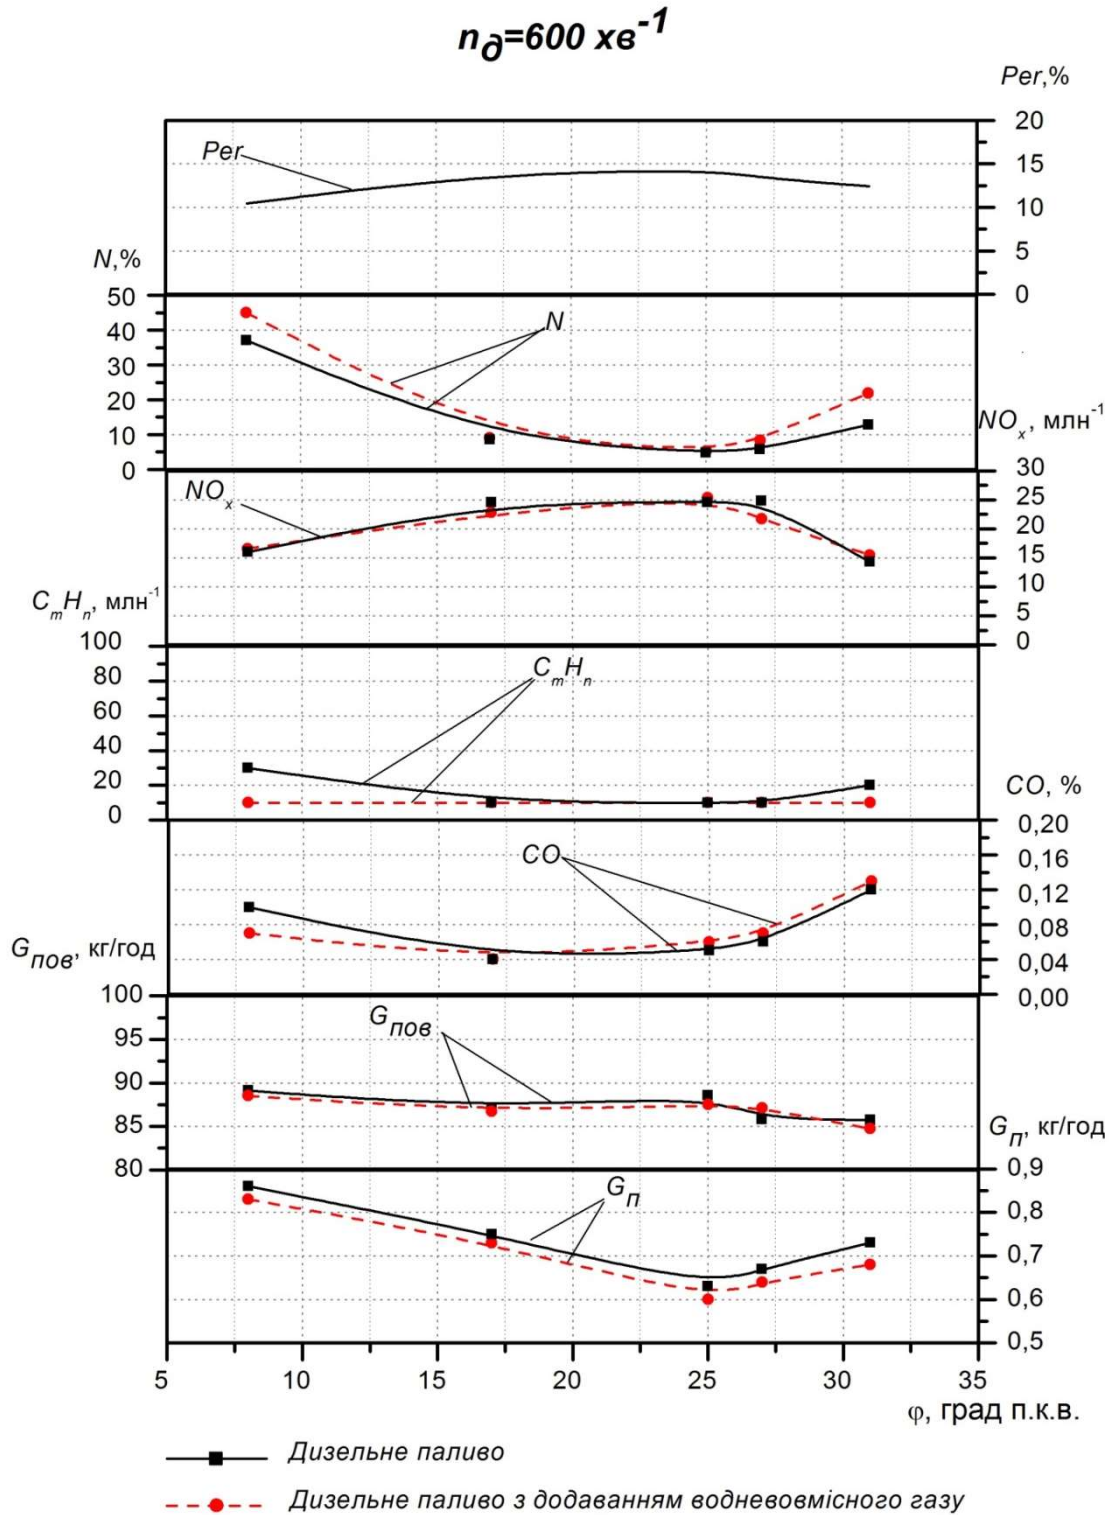 nд=600 хв-1
Per,%
20
15
10
5
0
Per
N,%
50
40
30
20
10
0
N
NOx, млн-1
30
25
20
15
10
5
0
NOx
CmHn, млн-1
100
80
60
40
20
0
CmHn
CO, %
0,20
0,16
0,12
0,08
0,04
0,00
CO
Gпов, кг/год
100
95
90
85
80
Gпов
GП, кг/год
0,9
0,8
0,7
0,6
0,5
GП
5 10 15 20 25 30 35
φ, град п.к.в.
Дизельне паливо
Дизельне паливо з додаванням водневовмісного газу